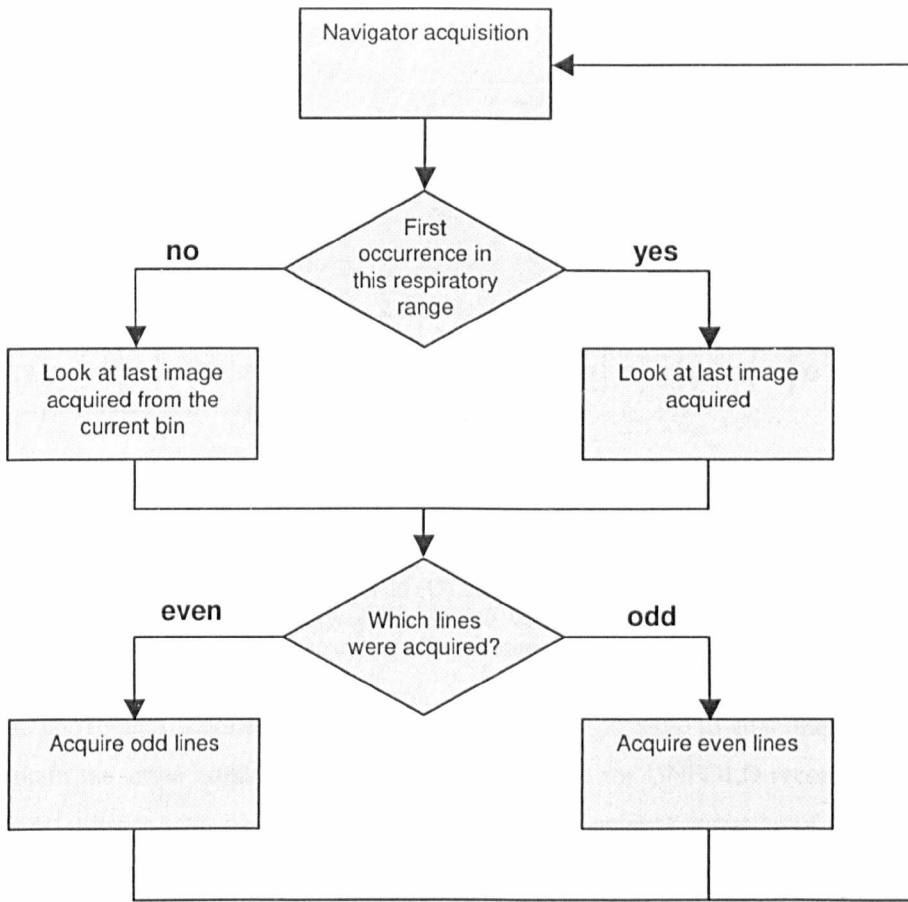 Navigator acquisition
First
occurrence in
this respiratory
range
no
yes
Look at last image
acquired from the
current bin
Look at last image
acquired
Which lines
were acquired?
even
odd
Acquire odd lines
Acquire even lines